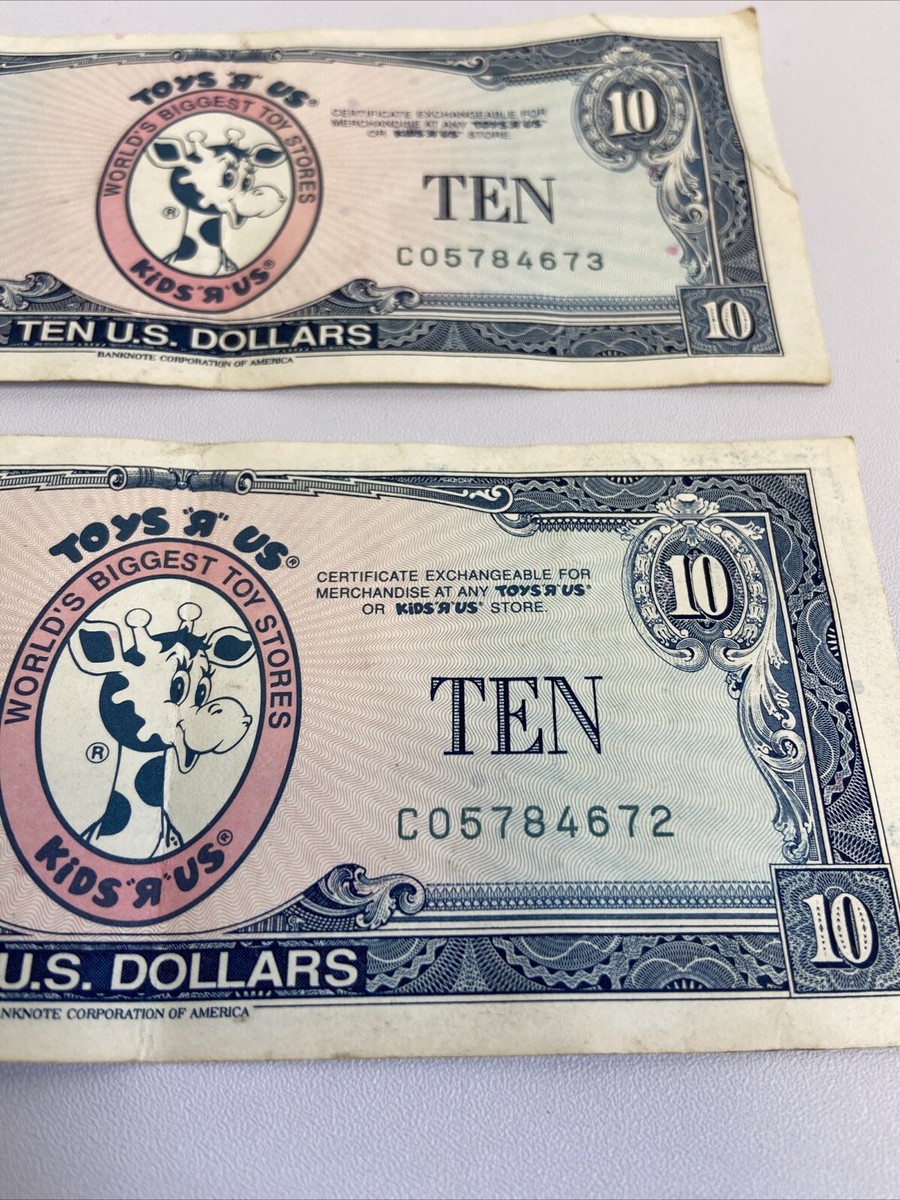 TOYS "Я" US®
WORLD'S BIGGEST TOY STORES
®
KiDS "Я" US®
CERTIFICATE EXCHANGEABLE FOR
MERCHANDISE AT ANY TOYS "Я" US®
OR KiDS "Я" US® STORE.
10
TEN
C05784673
10
TEN U.S. DOLLARS
BANKNOTE CORPORATION OF AMERICA
TOYS "Я" US®
WORLD'S BIGGEST TOY STORES
®
KiDS "Я" US®
CERTIFICATE EXCHANGEABLE FOR
MERCHANDISE AT ANY TOYS "Я" US®
OR KiDS "Я" US® STORE.
10
TEN
C05784672
10
U.S. DOLLARS
NKNOTE CORPORATION OF AMERICA